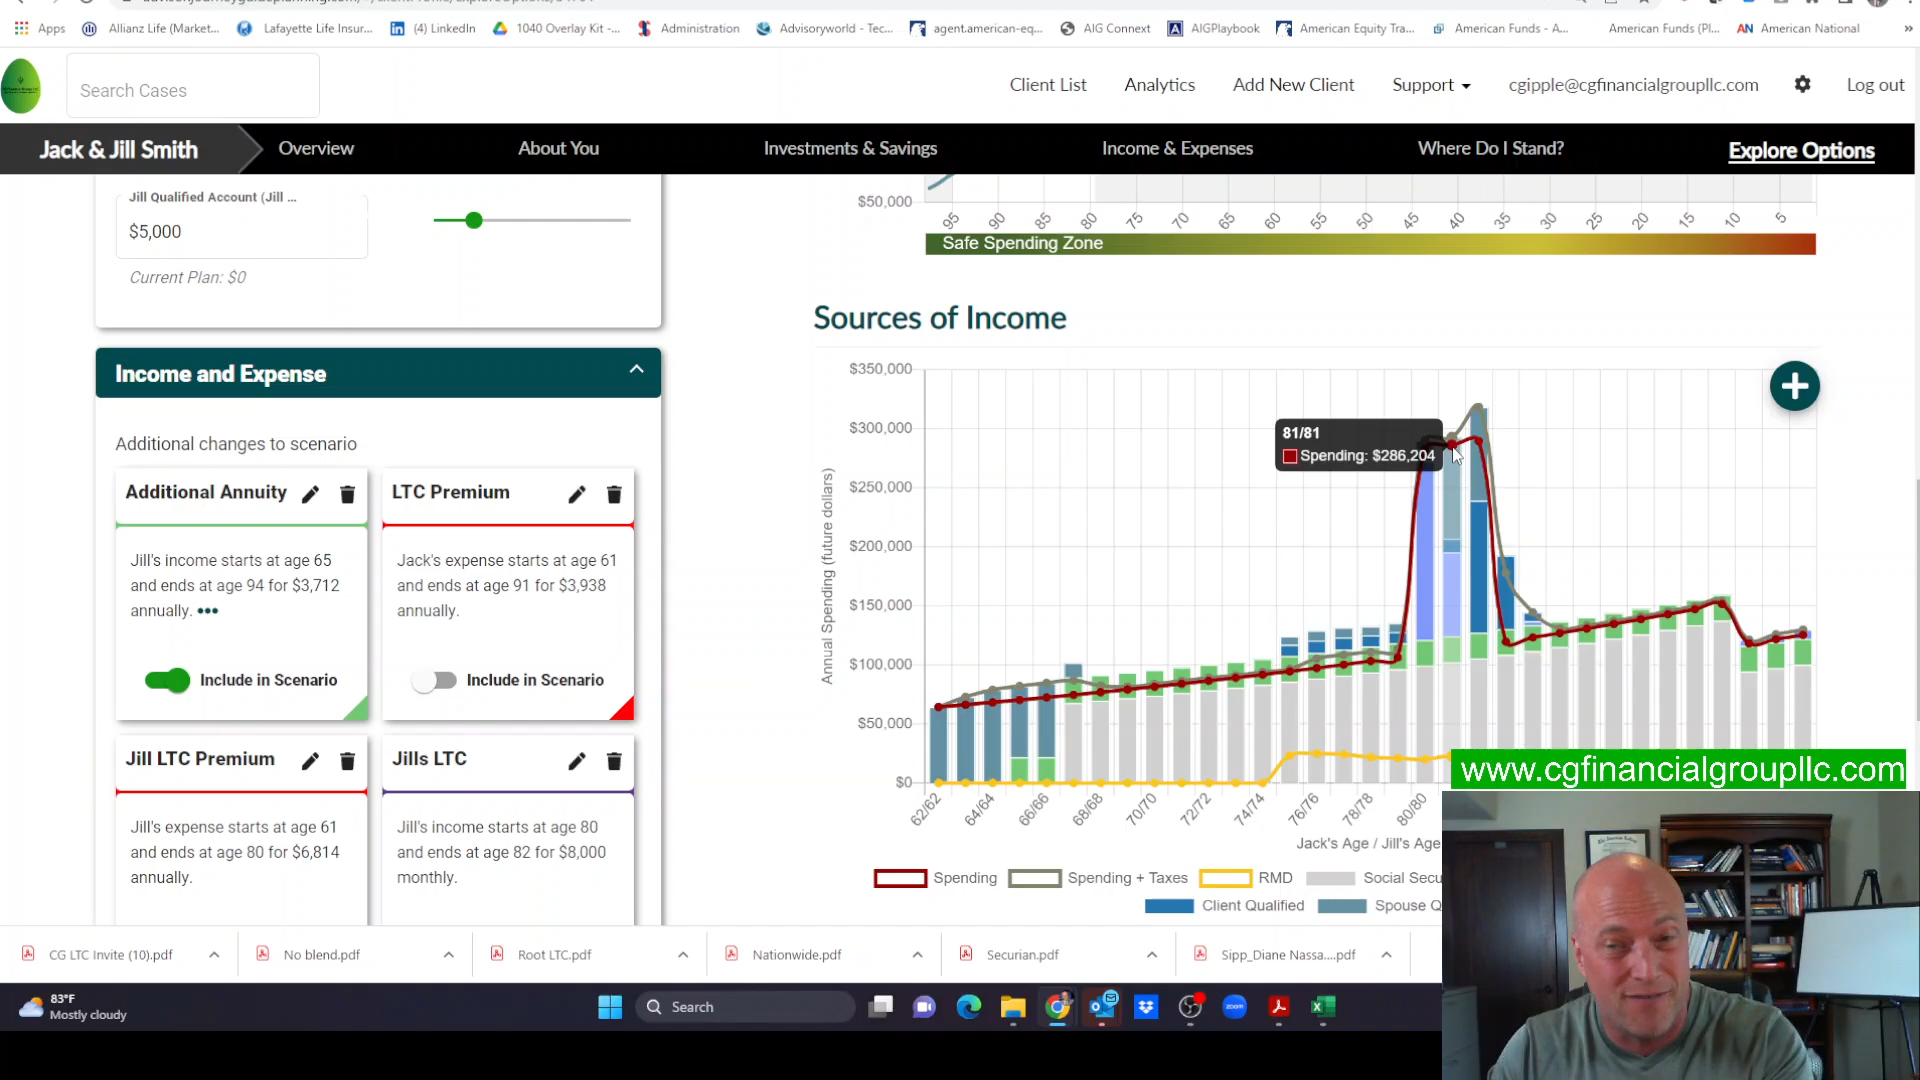 Apps
Allianz Life (Market...
Lafayette Life Insur...
(4) LinkedIn
1040 Overlay Kit -...
Administration
Advisoryworld - Tec...
agent.american-eq...
AIG Connext
AIGPlaybook
American Equity Tra...
American Funds - A...
American Funds (Pl...
American National
»
Search Cases
Client List
Analytics
Add New Client
Support
cgipple@cgfinancialgroupllc.com
Log out
Jack & Jill Smith
Overview
About You
Investments & Savings
Income & Expenses
Where Do I Stand?
Explore Options
Jill Qualified Account (Jill ...
$5,000
Current Plan: $0
$50,000
95 90 85 80 75 70 65 60 55 50 45 40 35 30 25 20 15 10 5
Safe Spending Zone
Sources of Income
Income and Expense
Additional changes to scenario
Additional Annuity
Jill's income starts at age 65
and ends at age 94 for $3,712
annually. •••
Include in Scenario
LTC Premium
Jack's expense starts at age 61
and ends at age 91 for $3,938
annually.
Include in Scenario
Jill LTC Premium
Jill's expense starts at age 61
and ends at age 80 for $6,814
annually.
Jills LTC
Jill's income starts at age 80
and ends at age 82 for $8,000
monthly.
Annual Spending (future dollars)
$350,000
$300,000
$250,000
$200,000
$150,000
$100,000
$50,000
$0
81/81
Spending: $286,204
62/62 64/64 66/66 68/68 70/70 72/72 74/74 76/76 78/78 80/80
Jack's Age / Jill's Age
Spending
Spending + Taxes
RMD
Social Secu
Client Qualified
Spouse Q
www.cgfinancialgroupllc.com
CG LTC Invite (10).pdf
No blend.pdf
Root LTC.pdf
Nationwide.pdf
Securian.pdf
Sipp_Diane Nassa....pdf
83°F
Mostly cloudy
Search
zoom